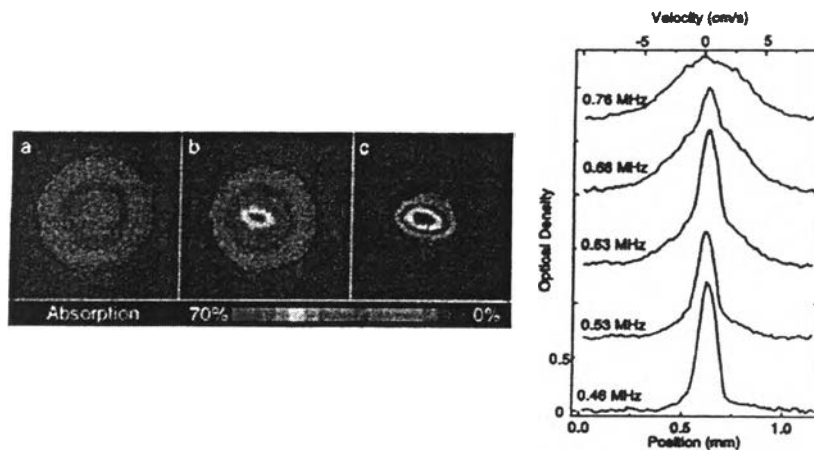 a b c
Absorption 70% 0%
Velocity (cm/s)
-5 0 5
0.76 MHz
0.68 MHz
0.63 MHz
0.53 MHz
0.46 MHz
Optical Density
0.5
0
0.0 0.5 1.0
Position (mm)